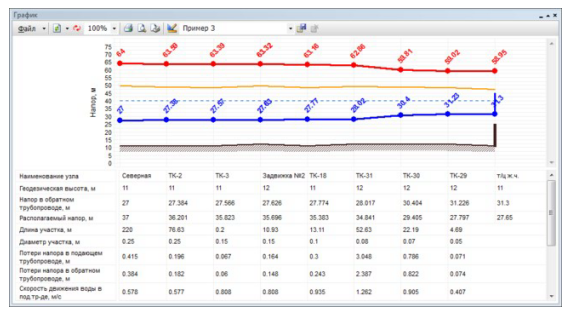 График
Файл 100% Пример 3
Напор, м
75
70
65
60
55
50
45
40
35
30
25
20
15
10
5
0
64 63.59 63.39 63.32 63.16 62.86 59.81 59.02 58.95
27 27.38 27.57 27.63 27.77 28.02 30.4 31.23 31.3
Наименование узла Северная ТК-2 ТК-3 Задвижка №2 ТК-18 ТК-31 ТК-30 ТК-29 т/ц ж.ч.
Геодезическая высота, м 11 11 11 12 11 12 12 12 11
Напор в обратном
трубопроводе, м 27 27.384 27.566 27.626 27.774 28.017 30.404 31.226 31.3
Располагаемый напор, м 37 36.201 35.823 35.696 35.383 34.841 29.405 27.797 27.65
Длина участка, м 220 76.63 0.2 10.93 13.11 52.63 22.19 4.69
Диаметр участка, м 0.25 0.25 0.15 0.15 0.1 0.08 0.07 0.05
Потери напора в подающем
трубопроводе, м 0.415 0.196 0.067 0.164 0.3 3.048 0.786 0.071
Потери напора в обратном
трубопроводе, м 0.384 0.182 0.06 0.148 0.243 2.387 0.822 0.074
Скорость движения воды в
под.тр-де, м/с 0.578 0.577 0.808 0.808 0.935 1.262 0.905 0.407